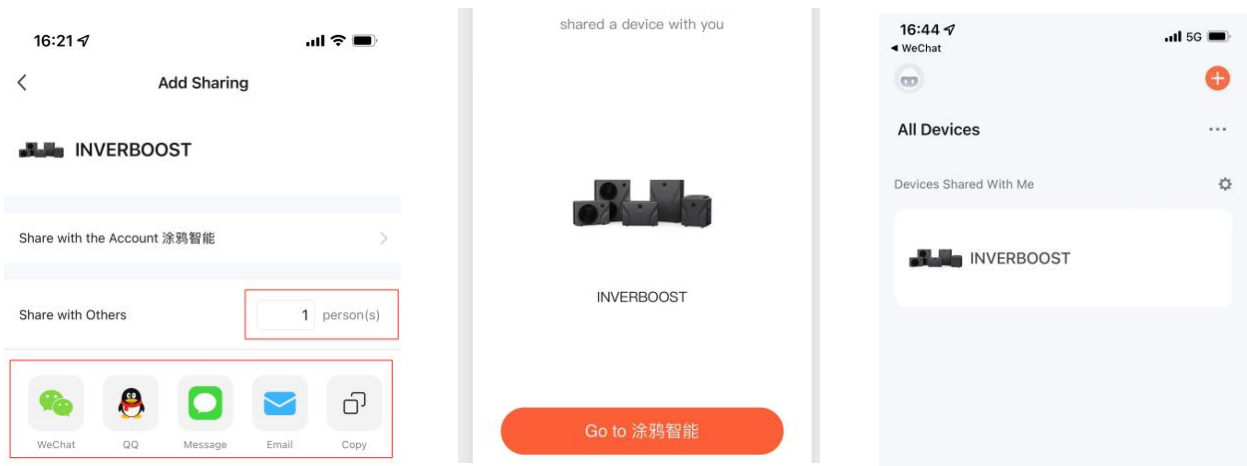 16:21
Add Sharing
INVERBOOST
Share with the Account 涂鸦智能
Share with Others
1 person(s)
WeChat
QQ
Message
Email
Copy
shared a device with you
INVERBOOST
Go to 涂鸦智能
16:44
5G
◀ WeChat
All Devices
Devices Shared With Me
INVERBOOST